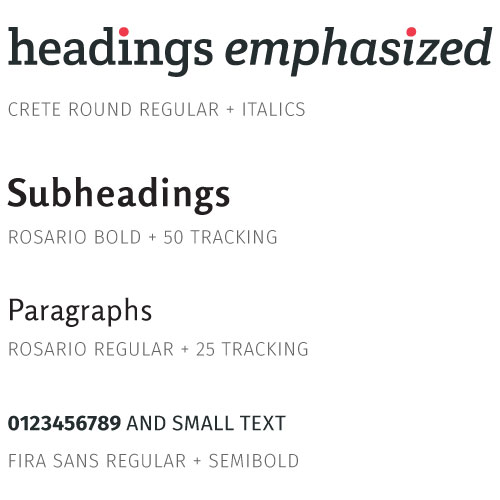 headings emphasized
CRETE ROUND REGULAR + ITALICS
Subheadings
ROSARIO BOLD + 50 TRACKING
Paragraphs
ROSARIO REGULAR + 25 TRACKING
0123456789 AND SMALL TEXT
FIRA SANS REGULAR + SEMIBOLD